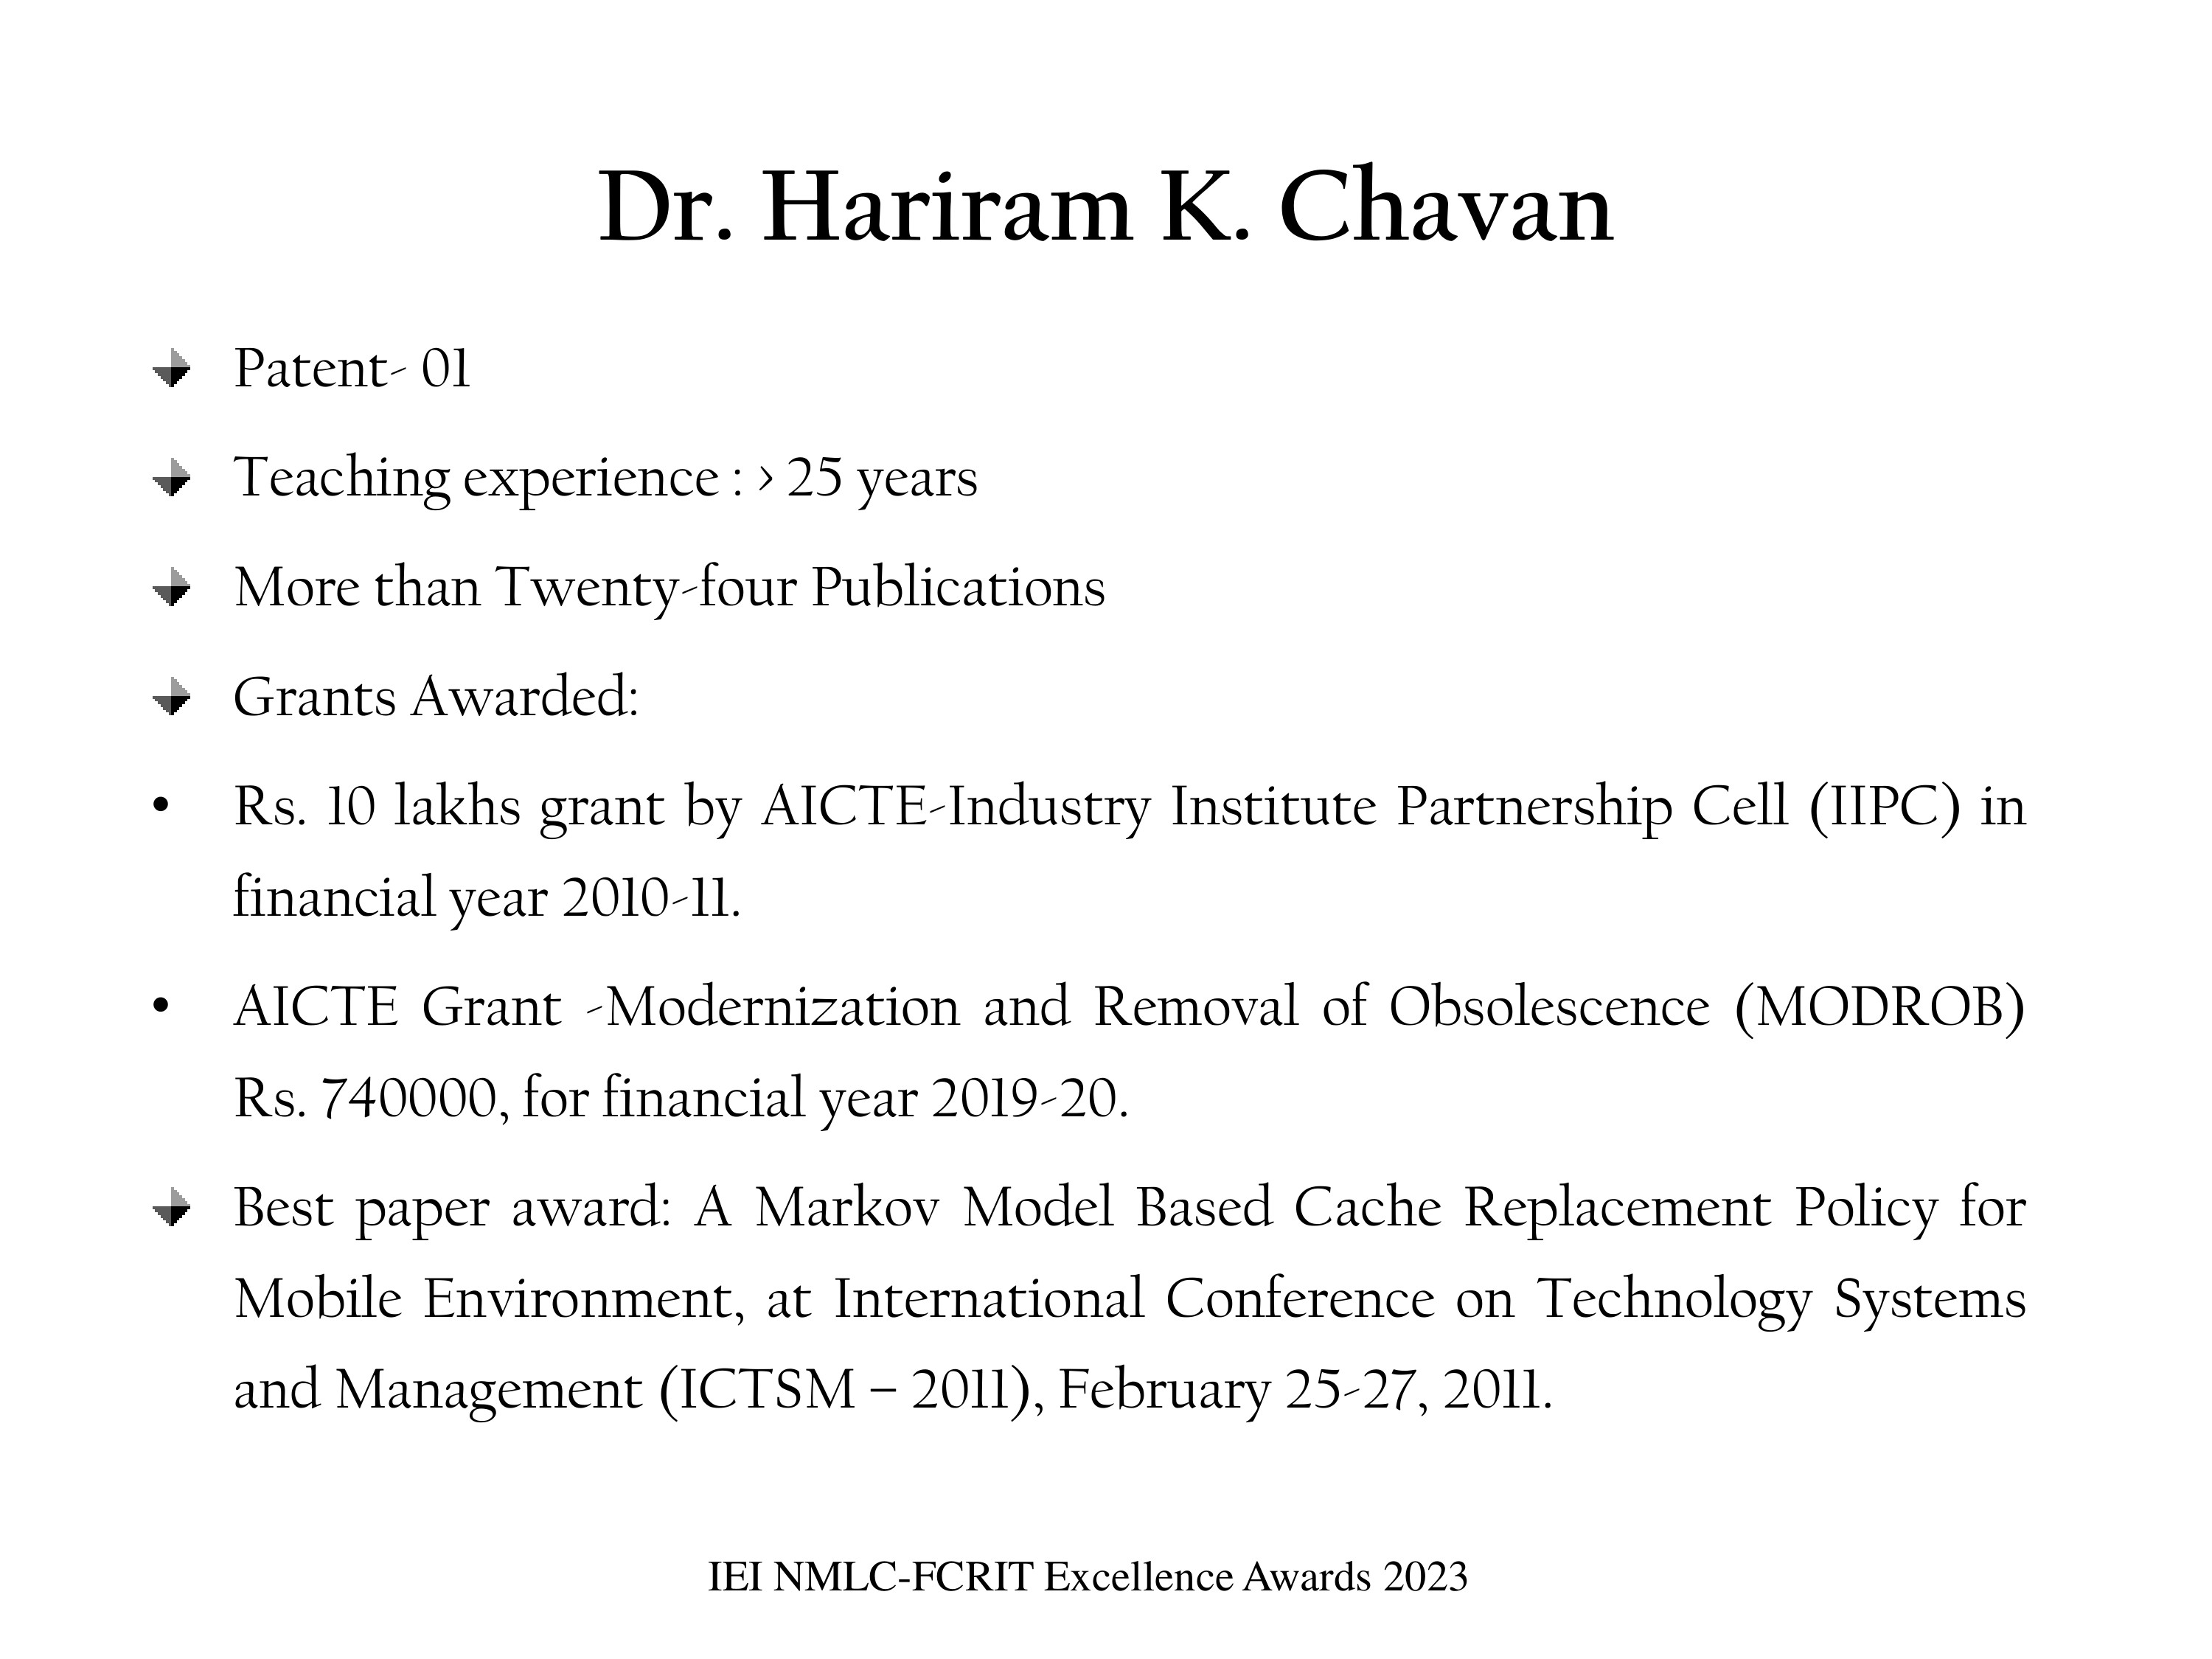 Dr. Hariram K. Chavan
Patent- 01
Teaching experience : > 25 years
More than Twenty-four Publications
Grants Awarded:
• Rs. 10 lakhs grant by AICTE-Industry Institute Partnership Cell (IIPC) in
financial year 2010-11.
• AICTE Grant -Modernization and Removal of Obsolescence (MODROB)
Rs. 740000, for financial year 2019-20.
Best paper award: A Markov Model Based Cache Replacement Policy for
Mobile Environment, at International Conference on Technology Systems
and Management (ICTSM – 2011), February 25-27, 2011.
IEI NMLC-FCRIT Excellence Awards 2023